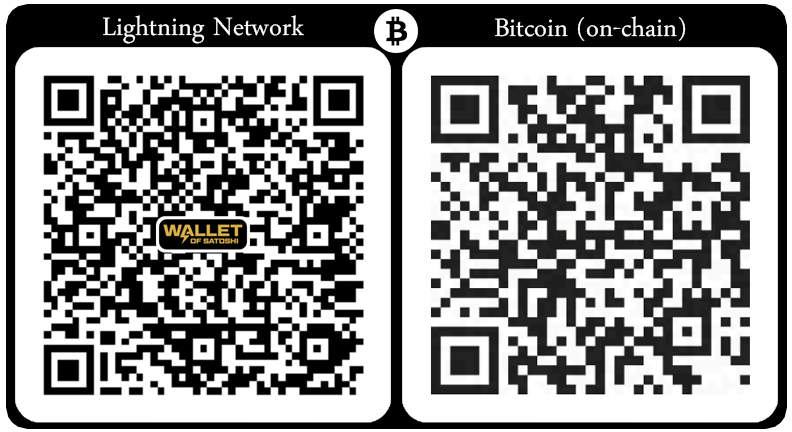 Lightning Network
Bitcoin (on-chain)
WALLET
OF SATOSHI